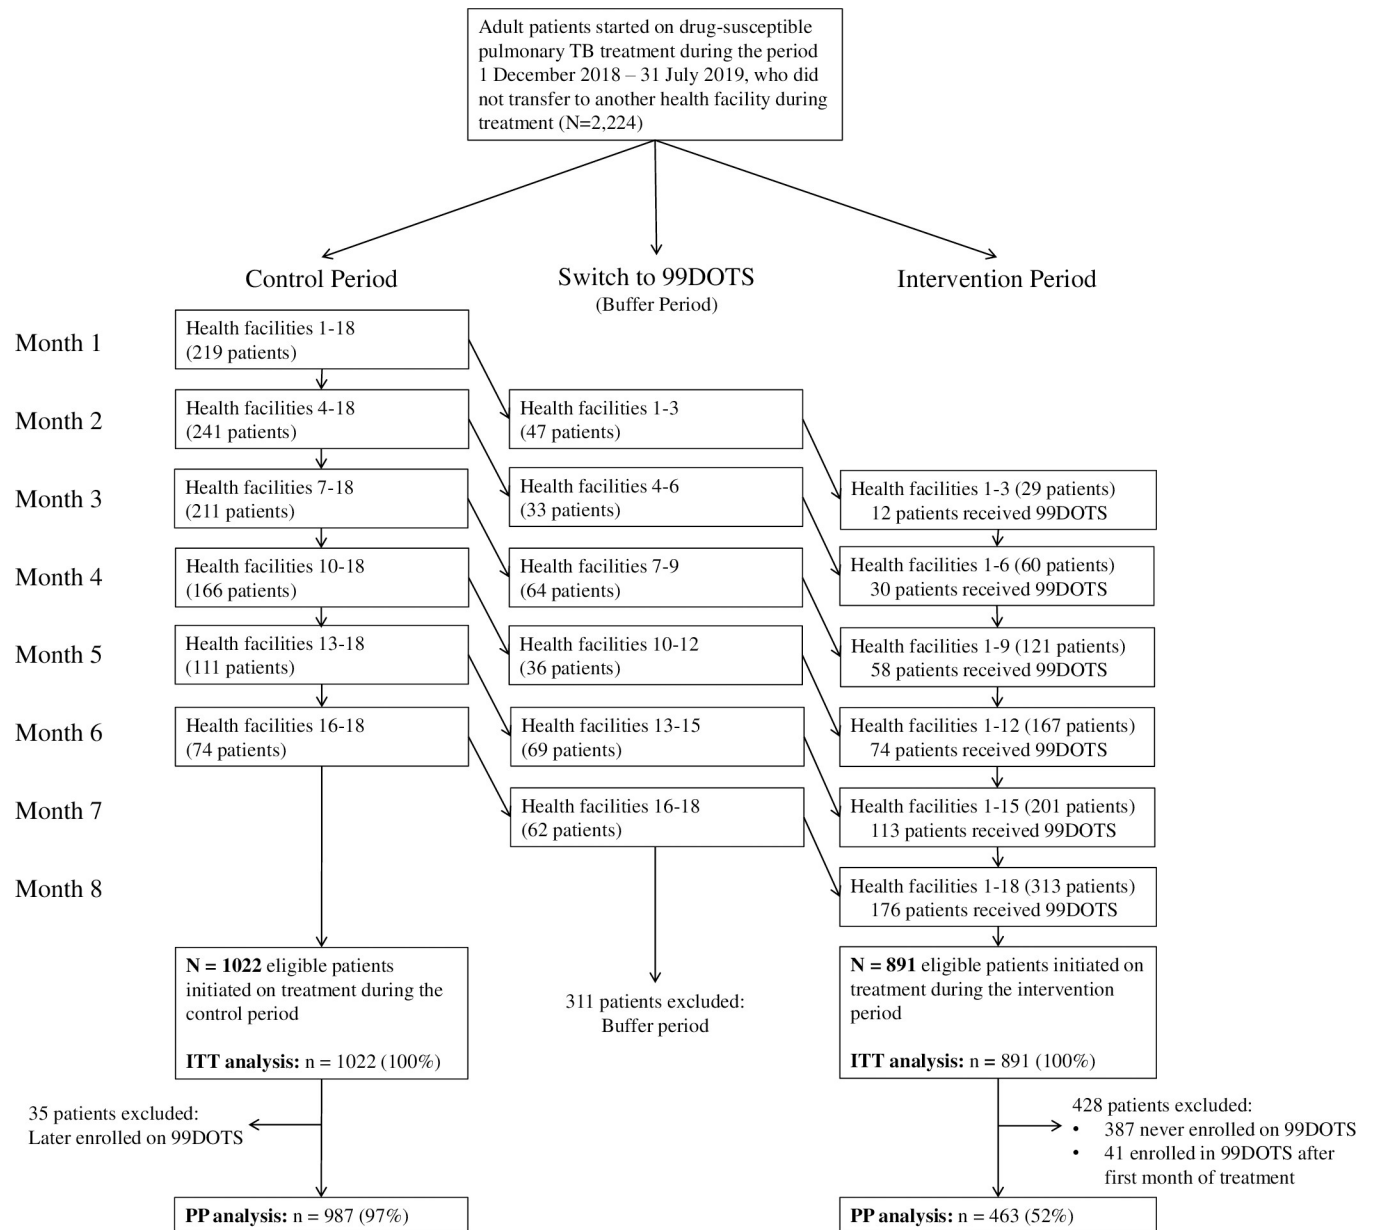 Adult patients started on drug-susceptible
pulmonary TB treatment during the period
1 December 2018 – 31 July 2019, who did
not transfer to another health facility during
treatment (N=2,224)
Control Period
Switch to 99DOTS
(Buffer Period)
Intervention Period
Month 1
Health facilities 1-18
(219 patients)
Month 2
Health facilities 4-18
(241 patients)
Health facilities 1-3
(47 patients)
Month 3
Health facilities 7-18
(211 patients)
Health facilities 4-6
(33 patients)
Health facilities 1-3 (29 patients)
12 patients received 99DOTS
Month 4
Health facilities 10-18
(166 patients)
Health facilities 7-9
(64 patients)
Health facilities 1-6 (60 patients)
30 patients received 99DOTS
Month 5
Health facilities 13-18
(111 patients)
Health facilities 10-12
(36 patients)
Health facilities 1-9 (121 patients)
58 patients received 99DOTS
Month 6
Health facilities 16-18
(74 patients)
Health facilities 13-15
(69 patients)
Health facilities 1-12 (167 patients)
74 patients received 99DOTS
Month 7
Health facilities 16-18
(62 patients)
Health facilities 1-15 (201 patients)
113 patients received 99DOTS
Month 8
Health facilities 1-18 (313 patients)
176 patients received 99DOTS
N = 1022 eligible patients
initiated on treatment during the
control period
ITT analysis: n = 1022 (100%)
311 patients excluded:
Buffer period
N = 891 eligible patients initiated on
treatment during the intervention
period
ITT analysis: n = 891 (100%)
35 patients excluded:
Later enrolled on 99DOTS
428 patients excluded:
• 387 never enrolled on 99DOTS
• 41 enrolled in 99DOTS after
first month of treatment
PP analysis: n = 987 (97%)
PP analysis: n = 463 (52%)